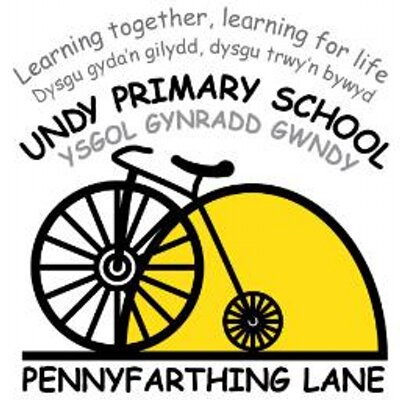 Learning together, learning for life
Dysgu gyda'n gilydd, dysgu trwy'n bywyd
UNDY PRIMARY SCHOOL
YSGOL GYNRADD GWNDY
PENNYFARTHING LANE